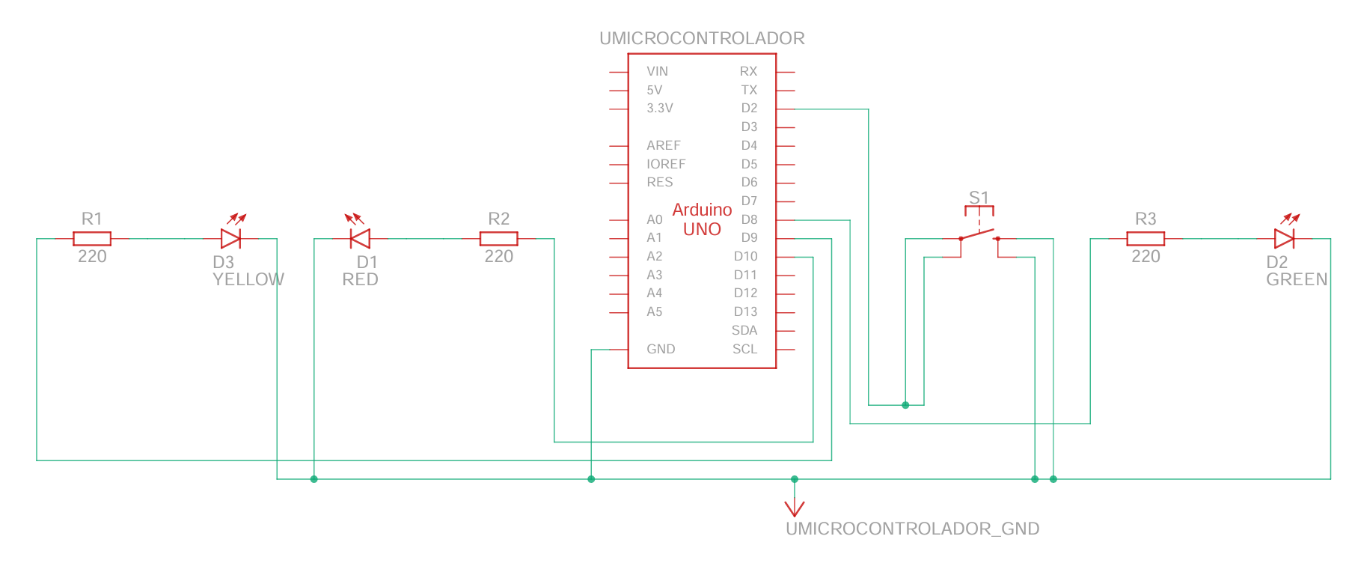 UMICROCONTROLADOR
VIN
5V
3.3V
AREF
IOREF
RES
A0
A1
A2
A3
A4
A5
GND
Arduino
UNO
RX
TX
D2
D3
D4
D5
D6
D7
D8
D9
D10
D11
D12
D13
SDA
SCL
R1
220
D3
YELLOW
D1
RED
R2
220
S1
R3
220
D2
GREEN
UMICROCONTROLADOR_GND